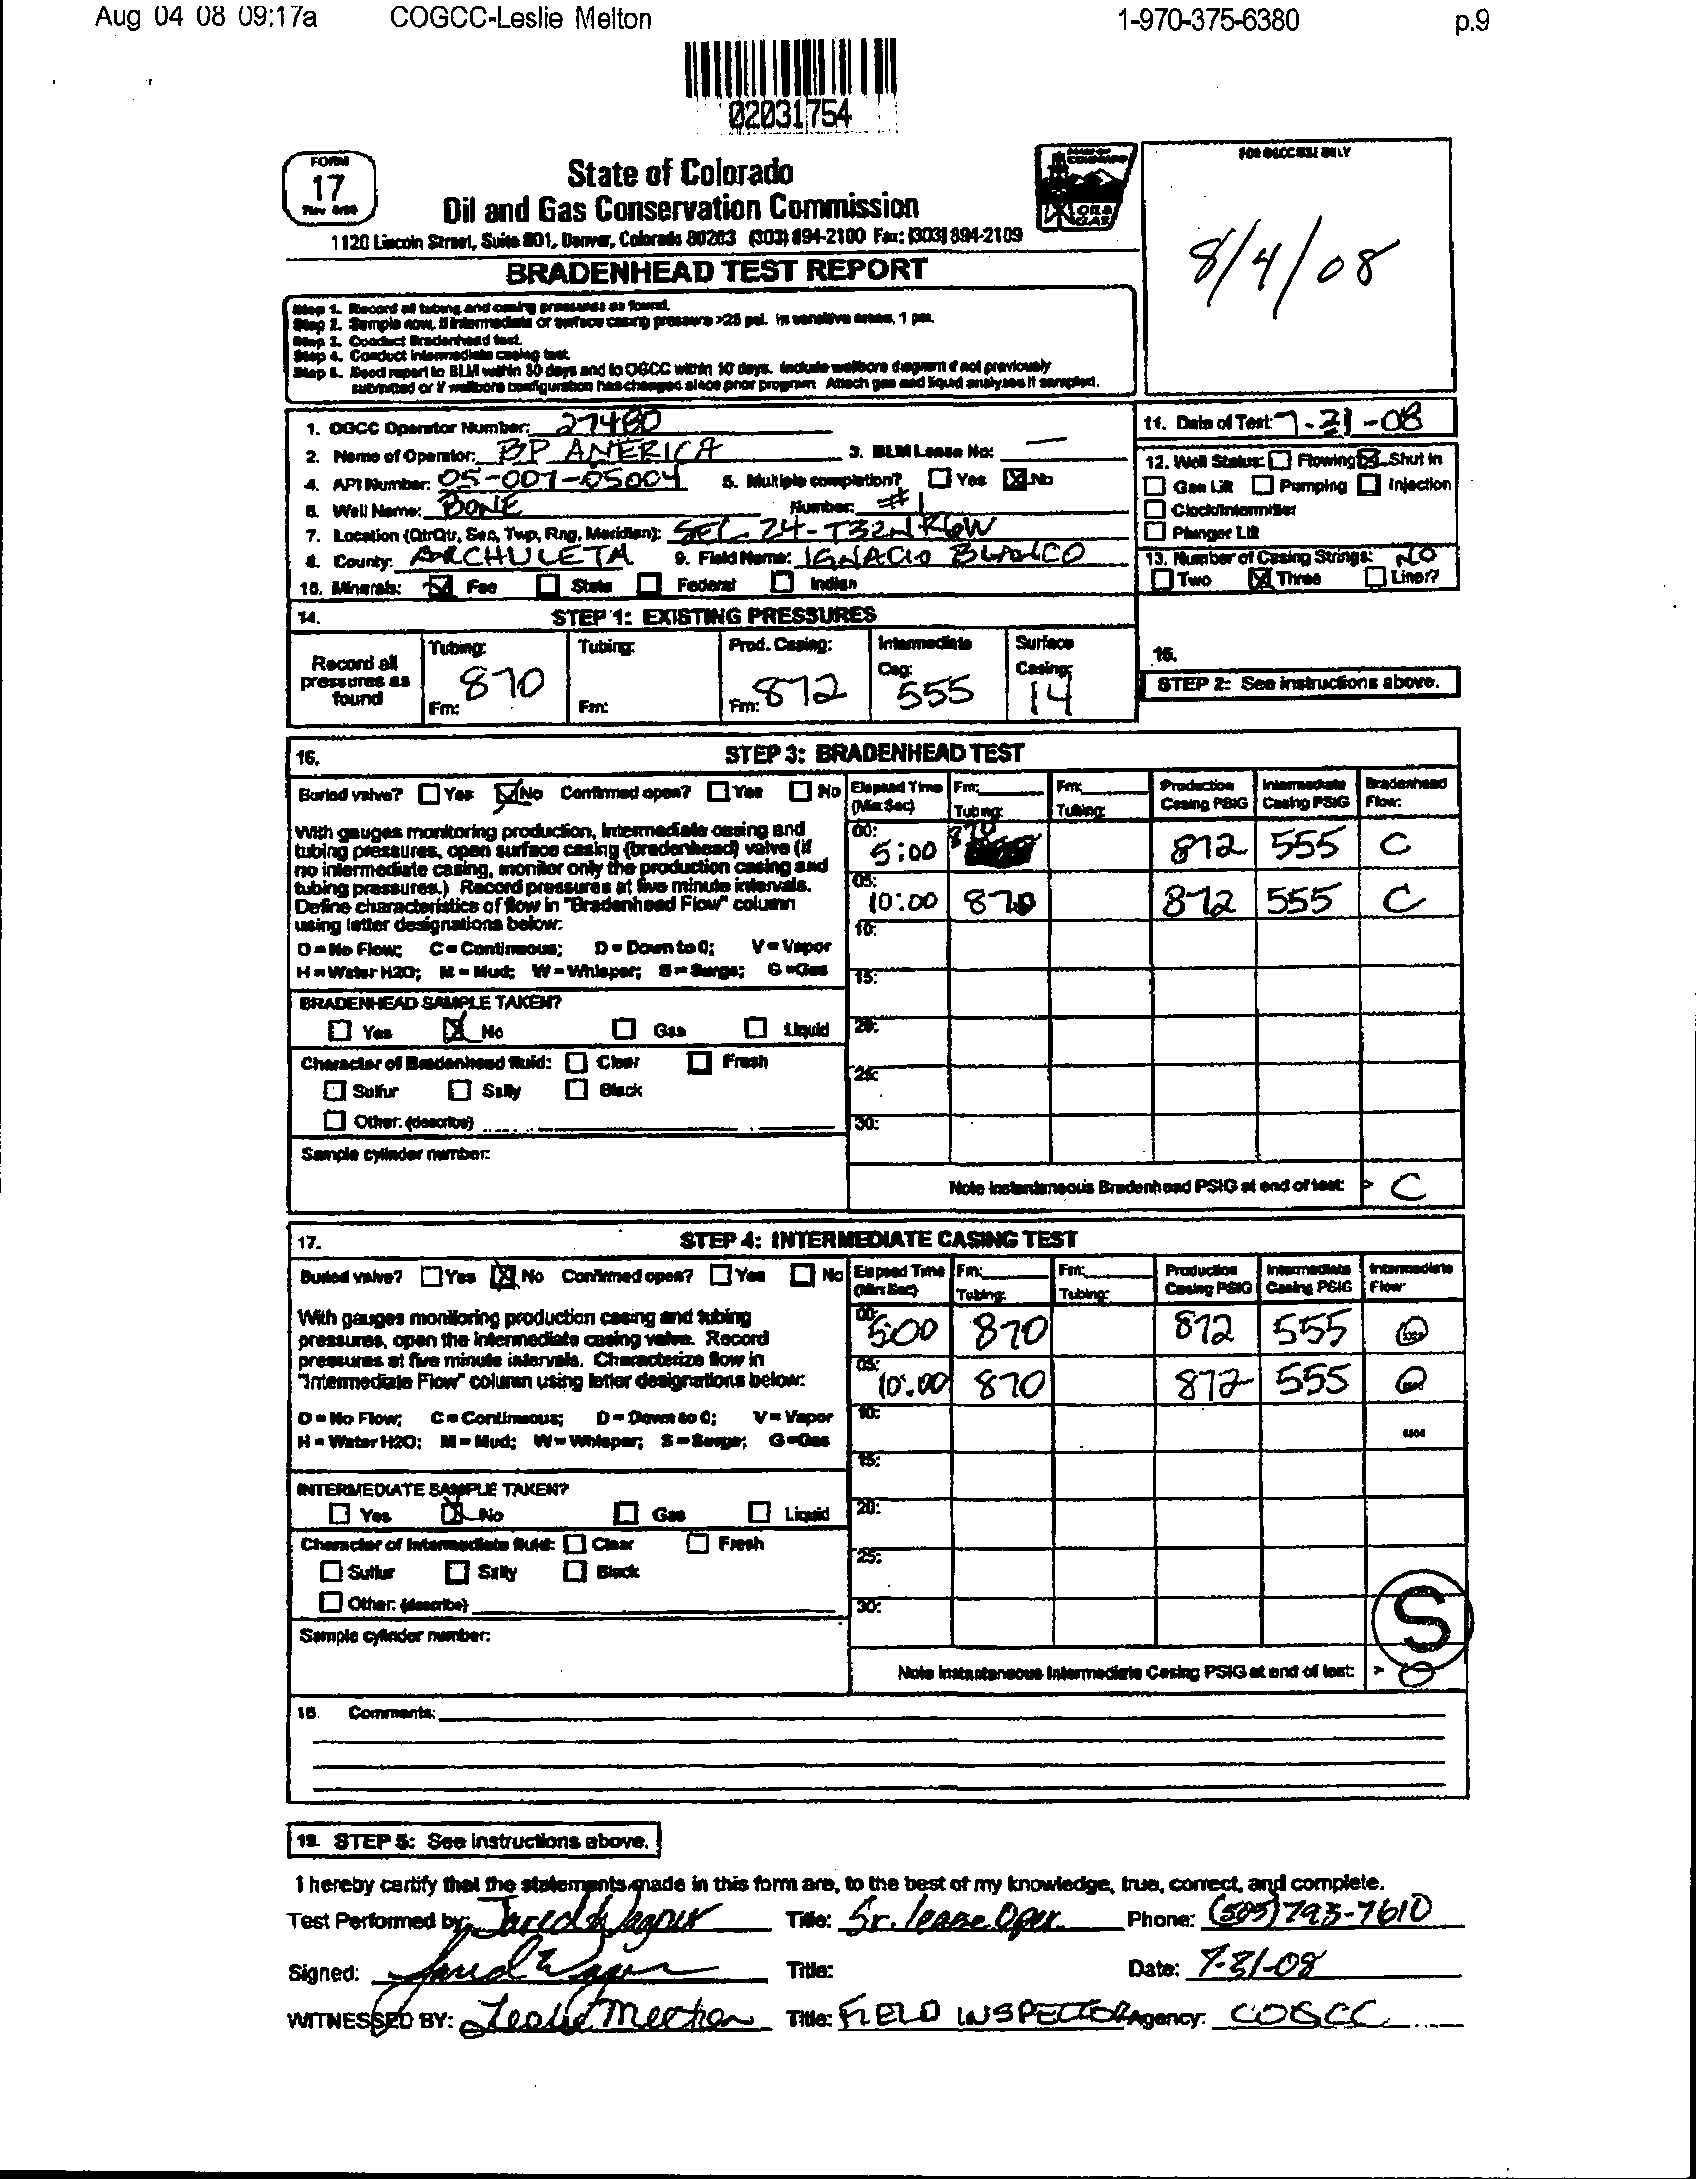 Aug 04 08 09:17a COGCC-Leslie Melton 1-970-375-6380 p.9
02031754
FORM
17
Rev 6/99
State of Colorado
Oil and Gas Conservation Commission
1120 Lincoln Street, Suite 801, Denver, Colorado 80203 (303) 894-2100 Fax: (303) 894-2109
BRADENHEAD TEST REPORT
FOR OGCC USE ONLY
8/4/08
Step 1. Record all tubing and casing pressures as found.
Step 2. Sample now, if intermediate or surface casing pressure >25 psi. In sensitive areas, 1 psi.
Step 3. Conduct Bradenhead test.
Step 4. Conduct intermediate casing test.
Step 5. Send report to BLM within 30 days and to OGCC within 10 days. Include wellbore diagram if not previously
submitted or if wellbore configuration has changed since prior program. Attach gas and liquid analyses if sampled.
1. OGCC Operator Number: 27480
2. Name of Operator: BP AMERICA 3. BLM Lease No: —
4. API Number: 05-007-05004 5. Multiple completion? Yes No
6. Well Name: BONE Number: #1
7. Location (QtrQtr, Sec, Twp, Rng, Meridian): SEC. 24-T32N R6W
8. County: ARCHULETA 9. Field Name: IGNACIO BLANCO
10. Minerals: Fee State Federal Indian
11. Date of Test: 7-21-08
12. Well Status: Flowing Shut In
Gas Lift Pumping Injection
Clock/Intermitter
Plunger Lift
13. Number of Casing Strings: NO
Two Three Liner?
14. STEP 1: EXISTING PRESSURES
Record all pressures as found
Tubing: 870 Fm:
Tubing: Fm:
Prod. Casing: Fm: 872
Intermediate Csg: 555
Surface Casing: 14
15.
STEP 2: See instructions above.
16. STEP 3: BRADENHEAD TEST
Buried valve? Yes No Confirmed open? Yes No
Elapsed Time (Min:Sec) Fm: Tubing: Fm: Tubing: Production Casing PSIG Intermediate Casing PSIG Bradenhead Flow:
With gauges monitoring production, intermediate casing and
tubing pressures, open surface casing (bradenhead) valve (if
no intermediate casing, monitor only the production casing and
tubing pressures.) Record pressures at five minute intervals.
Define characteristics of flow in "Bradenhead Flow" column
using letter designations below:
O = No Flow; C = Continuous; D = Down to 0; V = Vapor
H = Water H2O; M = Mud; W = Whisper; S = Surge; G = Gas
00: 5:00 870 872 555 C
05: 10:00 870 872 555 C
10:
15:
20:
25:
30:
BRADENHEAD SAMPLE TAKEN?
Yes No Gas Liquid
Character of Bradenhead fluid: Clear Fresh
Sulfur Salty Black
Other: (describe)
Sample cylinder number:
Note instantaneous Bradenhead PSIG at end of test: > C
17. STEP 4: INTERMEDIATE CASING TEST
Buried valve? Yes No Confirmed open? Yes No
Elapsed Time (Min:Sec) Fm: Tubing: Fm: Tubing: Production Casing PSIG Intermediate Casing PSIG Intermediate Flow
With gauges monitoring production casing and tubing
pressures, open the intermediate casing valve. Record
pressures at five minute intervals. Characterize flow in
"Intermediate Flow" column using letter designations below:
O = No Flow; C = Continuous; D = Down to 0; V = Vapor
H = Water H2O; M = Mud; W = Whisper; S = Surge; G = Gas
00: 5:00 870 872 555 O
05: 10:00 870 872 555 O
10:
15:
20:
25:
30:
INTERMEDIATE SAMPLE TAKEN?
Yes No Gas Liquid
Character of Intermediate fluid: Clear Fresh
Sulfur Salty Black
Other: (describe)
Sample cylinder number:
S
Note instantaneous Intermediate Casing PSIG at end of test: > O
18. Comments:
19. STEP 5: See instructions above.
I hereby certify that the statements made in this form are, to the best of my knowledge, true, correct, and complete.
Test Performed by: Jared Wagner Title: Sr. lease Oper. Phone: (505) 793-7610
Signed: Jared Wagner Title: Date: 7-21-08
WITNESSED BY: Leslie Melton Title: FIELD INSPECTOR Agency: COGCC